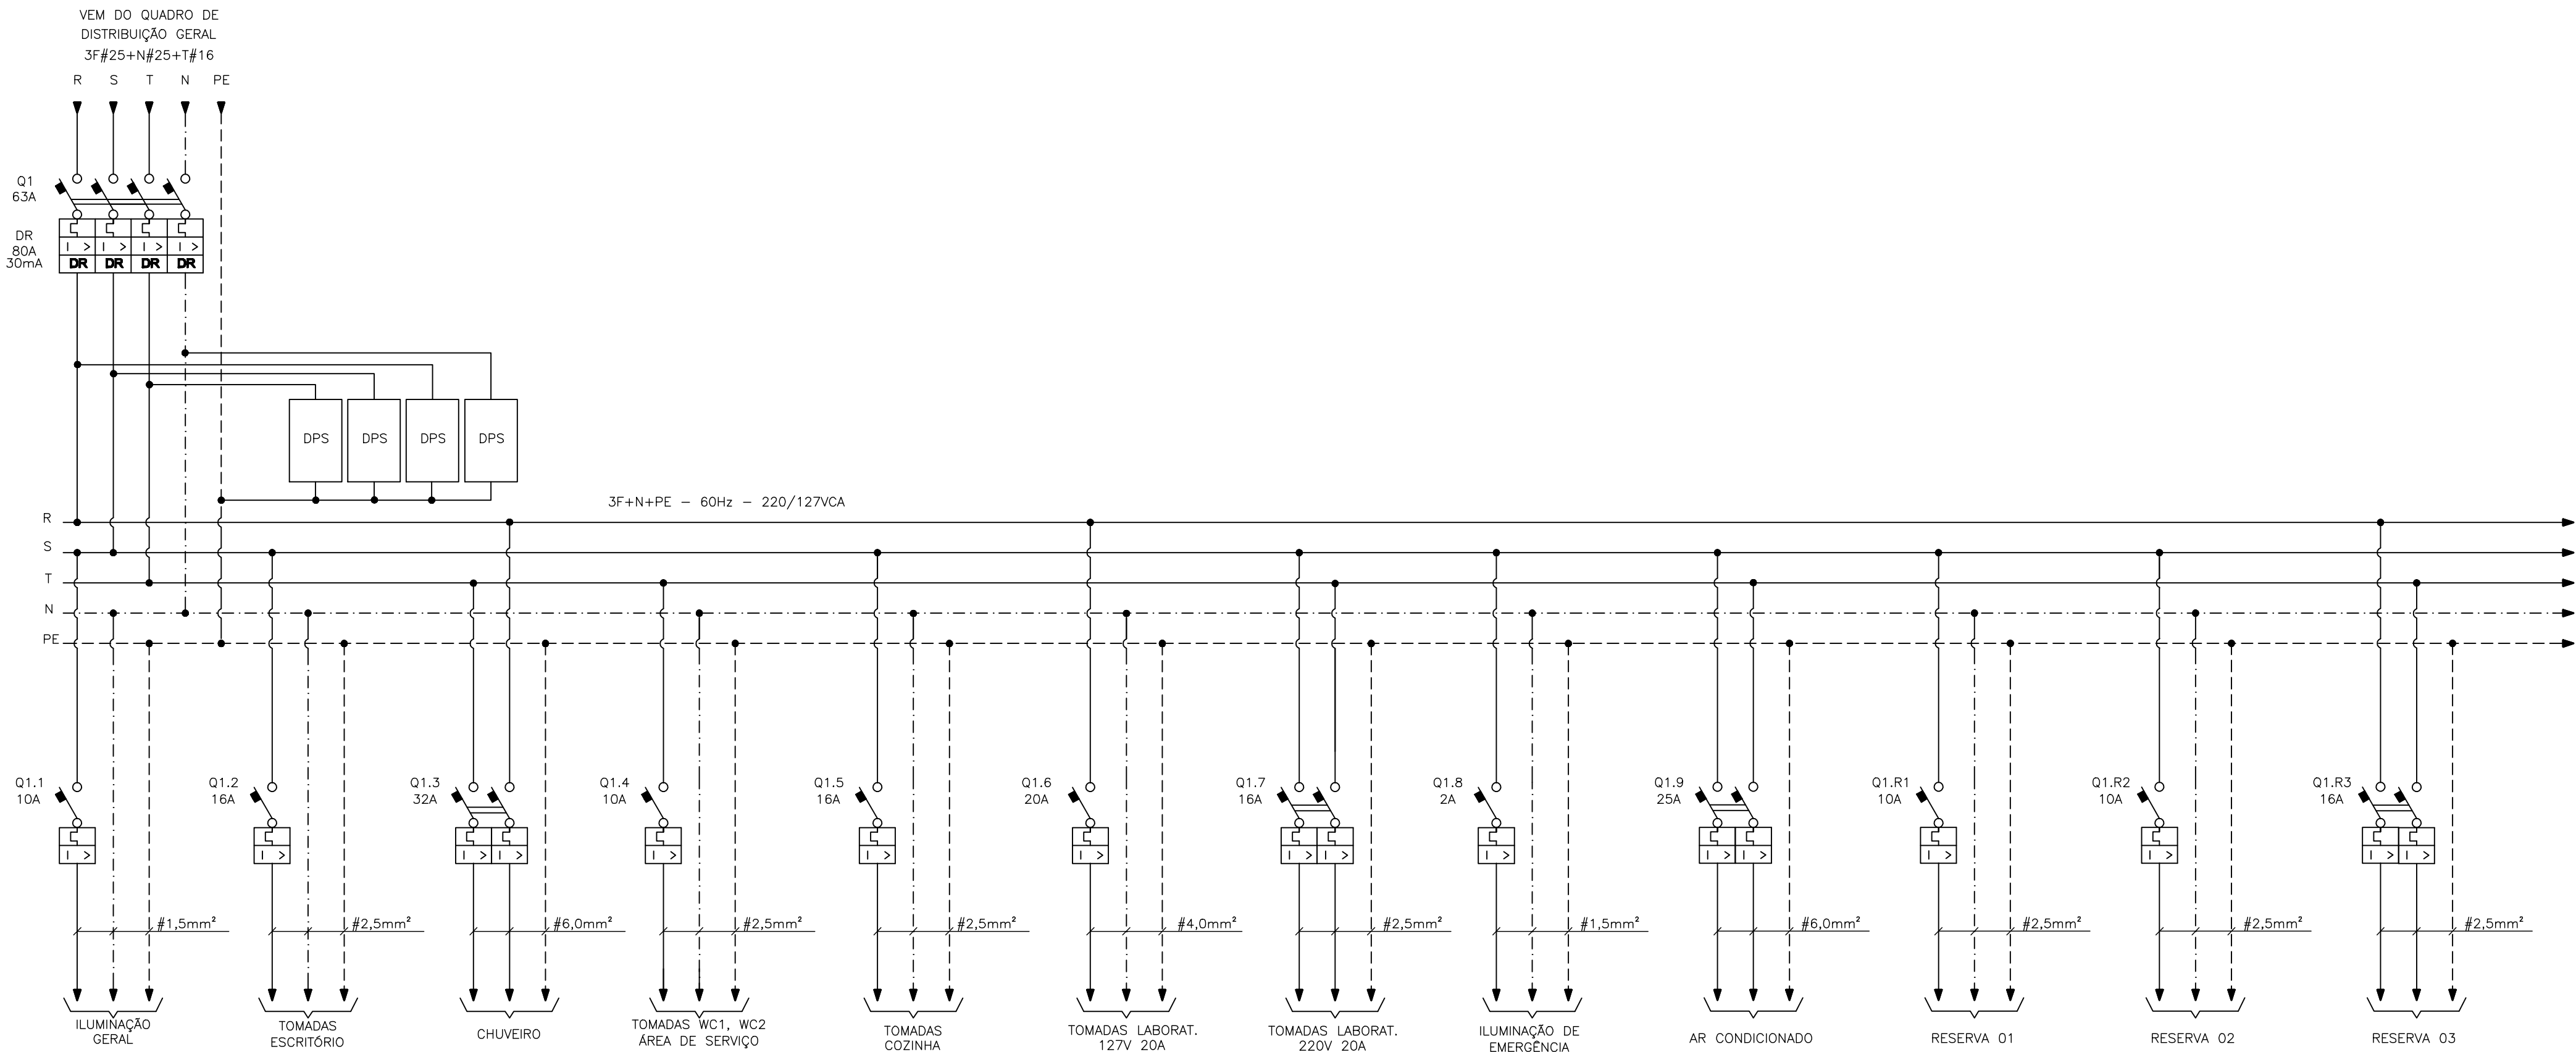 VEM DO QUADRO DE
DISTRIBUIÇÃO GERAL
3F#25+N#25+T#16
R S T N PE
Q1
63A
DR
80A
30mA
I > I > I > I >
DR DR DR DR
DPS DPS DPS DPS
3F+N+PE – 60Hz – 220/127VCA
R
S
T
N
PE
Q1.1
10A
I >
#1,5mm²
ILUMINAÇÃO
GERAL
Q1.2
16A
I >
#2,5mm²
TOMADAS
ESCRITÓRIO
Q1.3
32A
I > I >
#6,0mm²
CHUVEIRO
Q1.4
10A
I >
#2,5mm²
TOMADAS WC1, WC2
ÁREA DE SERVIÇO
Q1.5
16A
I >
#2,5mm²
TOMADAS
COZINHA
Q1.6
20A
I >
#4,0mm²
TOMADAS LABORAT.
127V 20A
Q1.7
16A
I > I >
#2,5mm²
TOMADAS LABORAT.
220V 20A
Q1.8
2A
I >
#1,5mm²
ILUMINAÇÃO DE
EMERGÊNCIA
Q1.9
25A
I > I >
#6,0mm²
AR CONDICIONADO
Q1.R1
10A
I >
#2,5mm²
RESERVA 01
Q1.R2
10A
I >
#2,5mm²
RESERVA 02
Q1.R3
16A
I > I >
#2,5mm²
RESERVA 03